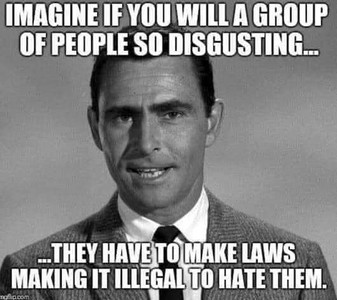 IMAGINE IF YOU WILL A GROUP
OF PEOPLE SO DISGUSTING...
...THEY HAVE TO MAKE LAWS
MAKING IT ILLEGAL TO HATE THEM.
imgflip.com